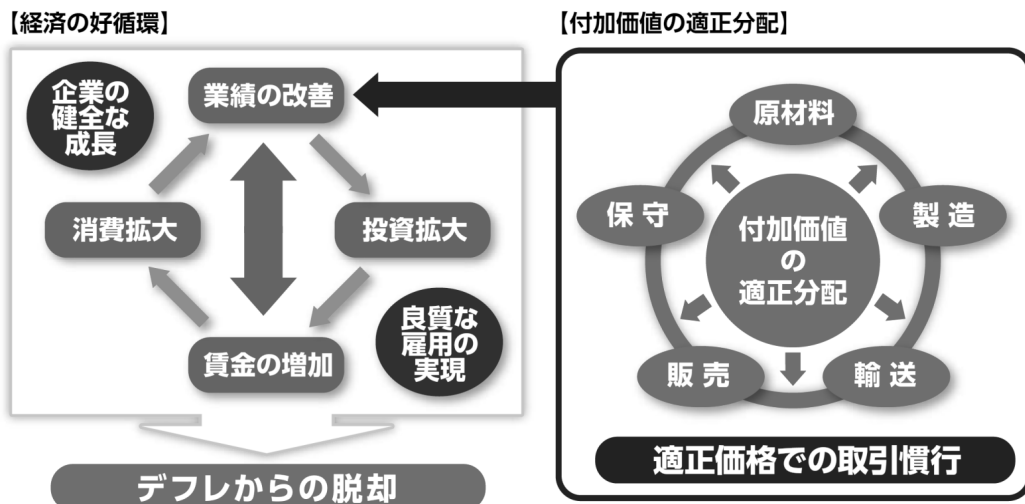 【経済の好循環】
企業の
健全な
成長
業績の改善
消費拡大
投資拡大
賃金の増加
良質な
雇用の
実現
デフレからの脱却
【付加価値の適正分配】
原材料
保 守
製 造
付加価値
の
適正分配
販 売
輸 送
適正価格での取引慣行